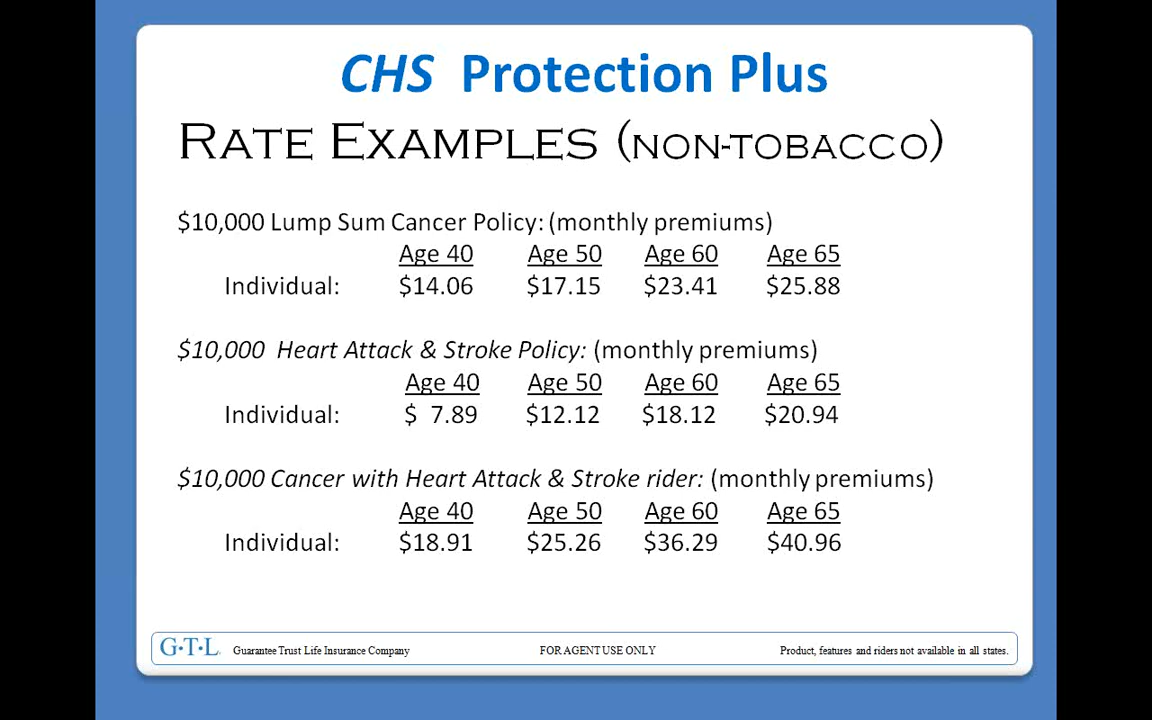 CHS Protection Plus
RATE EXAMPLES (NON-TOBACCO)
$10,000 Lump Sum Cancer Policy: (monthly premiums)
Age 40 Age 50 Age 60 Age 65
Individual: $14.06 $17.15 $23.41 $25.88
$10,000 Heart Attack & Stroke Policy: (monthly premiums)
Age 40 Age 50 Age 60 Age 65
Individual: $ 7.89 $12.12 $18.12 $20.94
$10,000 Cancer with Heart Attack & Stroke rider: (monthly premiums)
Age 40 Age 50 Age 60 Age 65
Individual: $18.91 $25.26 $36.29 $40.96
G·T·L Guarantee Trust Life Insurance Company FOR AGENT USE ONLY Product, features and riders not available in all states.